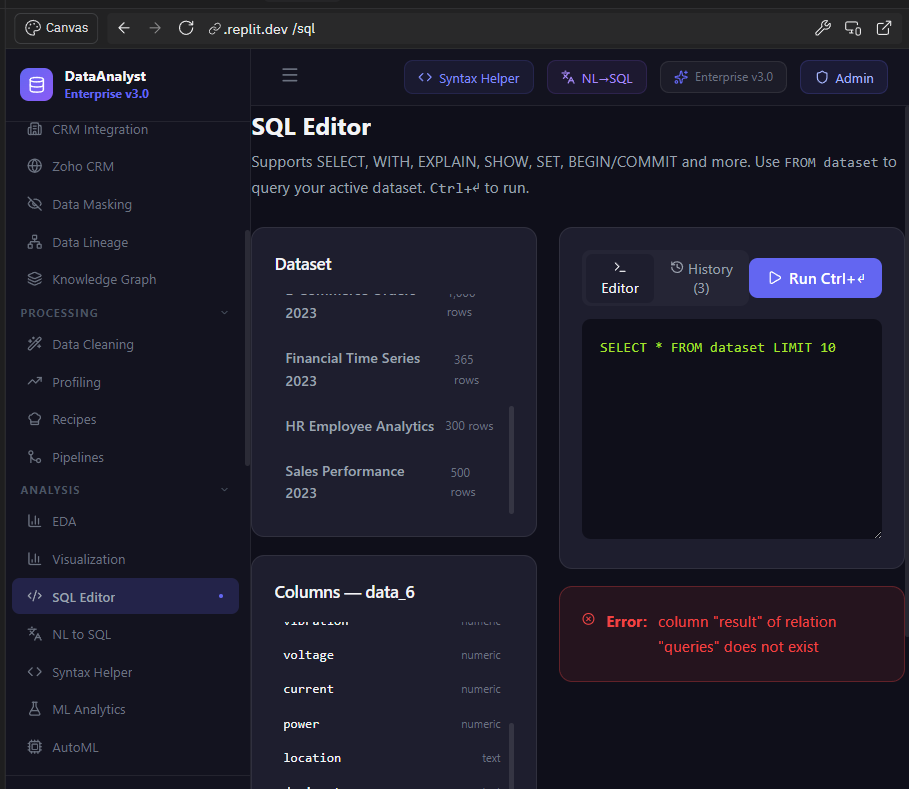 Canvas
.replit.dev /sql
DataAnalyst
Enterprise v3.0
Syntax Helper
NL→SQL
Enterprise v3.0
Admin
CRM Integration
Zoho CRM
Data Masking
Data Lineage
Knowledge Graph
PROCESSING
Data Cleaning
Profiling
Recipes
Pipelines
ANALYSIS
EDA
Visualization
SQL Editor
NL to SQL
Syntax Helper
ML Analytics
AutoML
SQL Editor
Supports SELECT, WITH, EXPLAIN, SHOW, SET, BEGIN/COMMIT and more. Use FROM dataset to
query your active dataset. Ctrl+↵ to run.
Dataset
2023
rows
Financial Time Series
2023
365
rows
HR Employee Analytics 300 rows
Sales Performance
2023
500
rows
Columns — data_6
vibration numeric
voltage numeric
current numeric
power numeric
location text
Editor
History
(3)
Run Ctrl+↵
SELECT * FROM dataset LIMIT 10
Error: column "result" of relation
"queries" does not exist